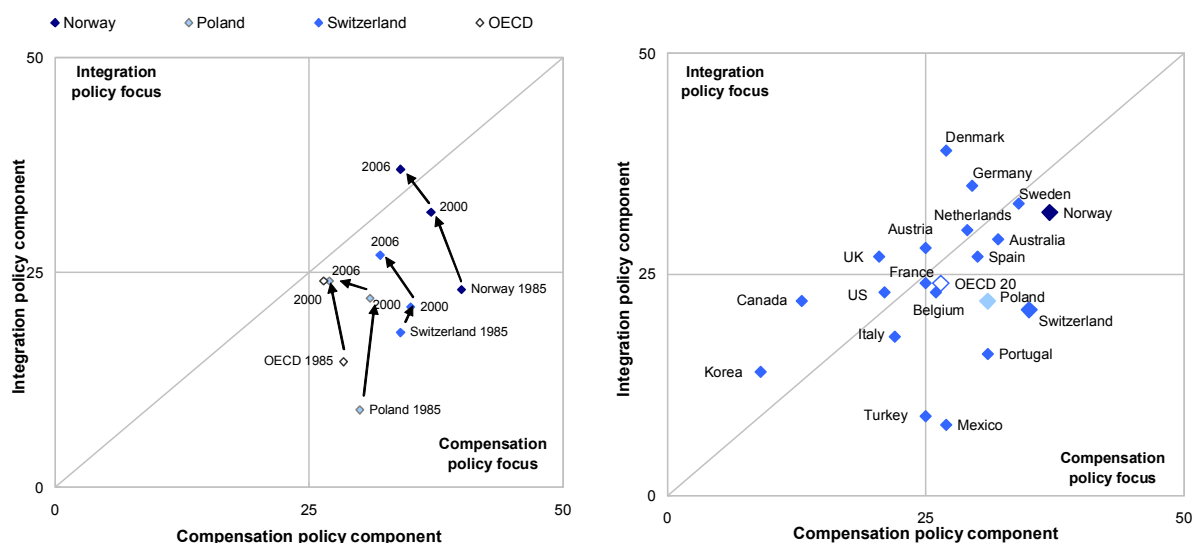 Norway
Poland
Switzerland
OECD
50
25
0
0
25
50
Integration policy component
Compensation policy component
Integration
policy focus
Compensation
policy focus
2006
2000
2006
2006
2000
2000
2000
Norway 1985
Switzerland 1985
OECD 1985
Poland 1985
50
25
0
0
25
50
Integration policy component
Compensation policy component
Integration
policy focus
Denmark
Germany
Sweden
Netherlands
Norway
Austria
Australia
UK
Spain
France
OECD 20
US
Canada
Poland
Belgium
Switzerland
Italy
Portugal
Korea
Turkey
Mexico
Compensation
policy focus